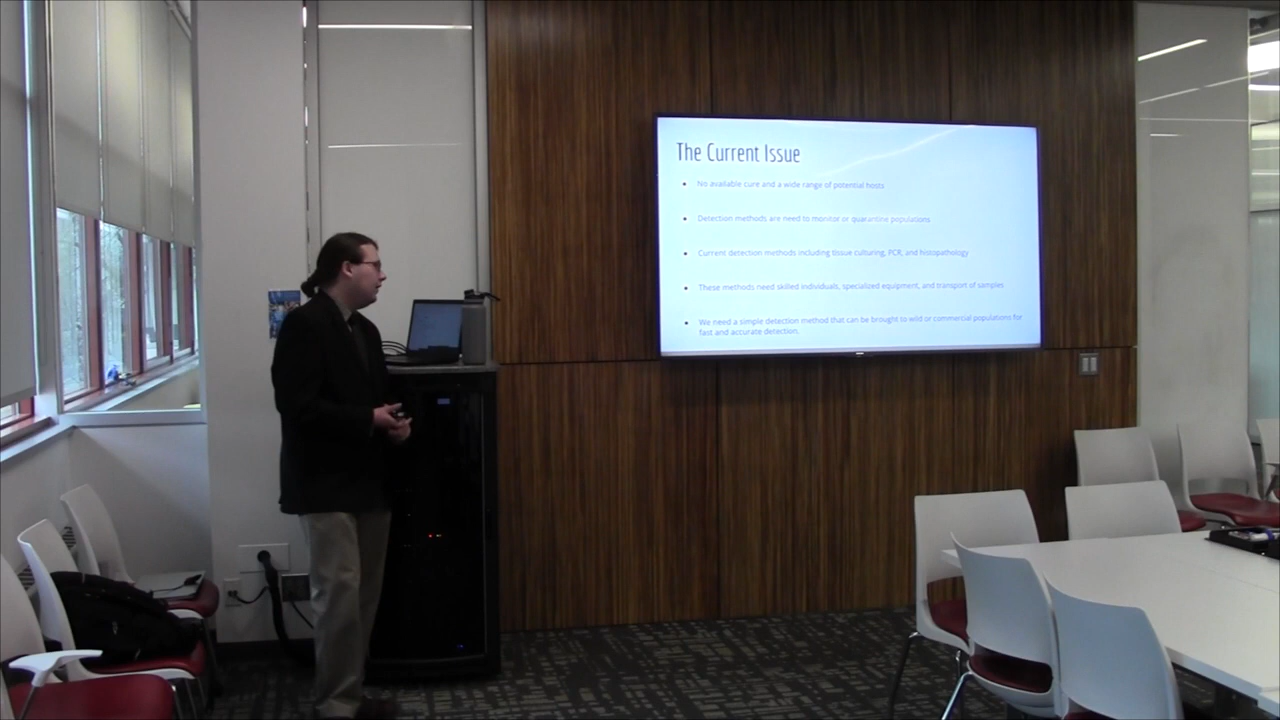 The Current Issue
No available cure and a wide range of potential hosts
Detection methods are need to monitor or quarantine populations
Current detection methods including tissue culturing, PCR, and histopathology
These methods need skilled individuals, specialized equipment, and transport of samples
We need a simple detection method that can be brought to wild or commercial populations for
fast and accurate detection.